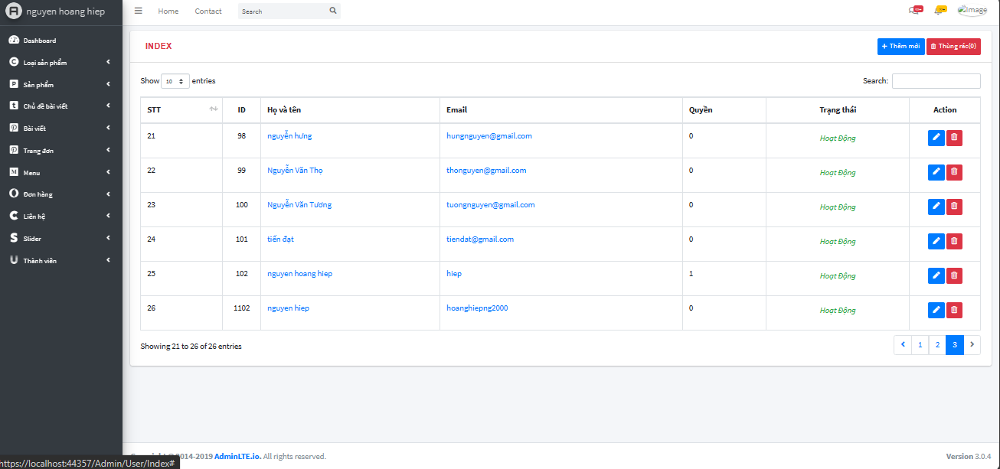 nguyen hoang hiep
Home Contact Search
Image
Dashboard
Loại sản phẩm
Sản phẩm
Chủ đề bài viết
Bài viết
Trang đơn
Menu
Đơn hàng
Liên hệ
Slider
Thành viên
INDEX
Thêm mới Thùng rác(0)
Show 10 entries Search:
STT ID Họ và tên Email Quyền Trạng thái Action
21 98 nguyễn hưng hungnguyen@gmail.com 0 Hoạt Động
22 99 Nguyễn Văn Thọ thonguyen@gmail.com 0 Hoạt Động
23 100 Nguyễn Văn Tương tuongnguyen@gmail.com 0 Hoạt Động
24 101 tiến đạt tiendat@gmail.com 0 Hoạt Động
25 102 nguyen hoang hiep hiep 1 Hoạt Động
26 1102 nguyen hiep hoanghiepng2000 0 Hoạt Động
Showing 21 to 26 of 26 entries
1 2 3
2014-2019 AdminLTE.io. All rights reserved. Version 3.0.4
https://localhost:44357/Admin/User/Index#